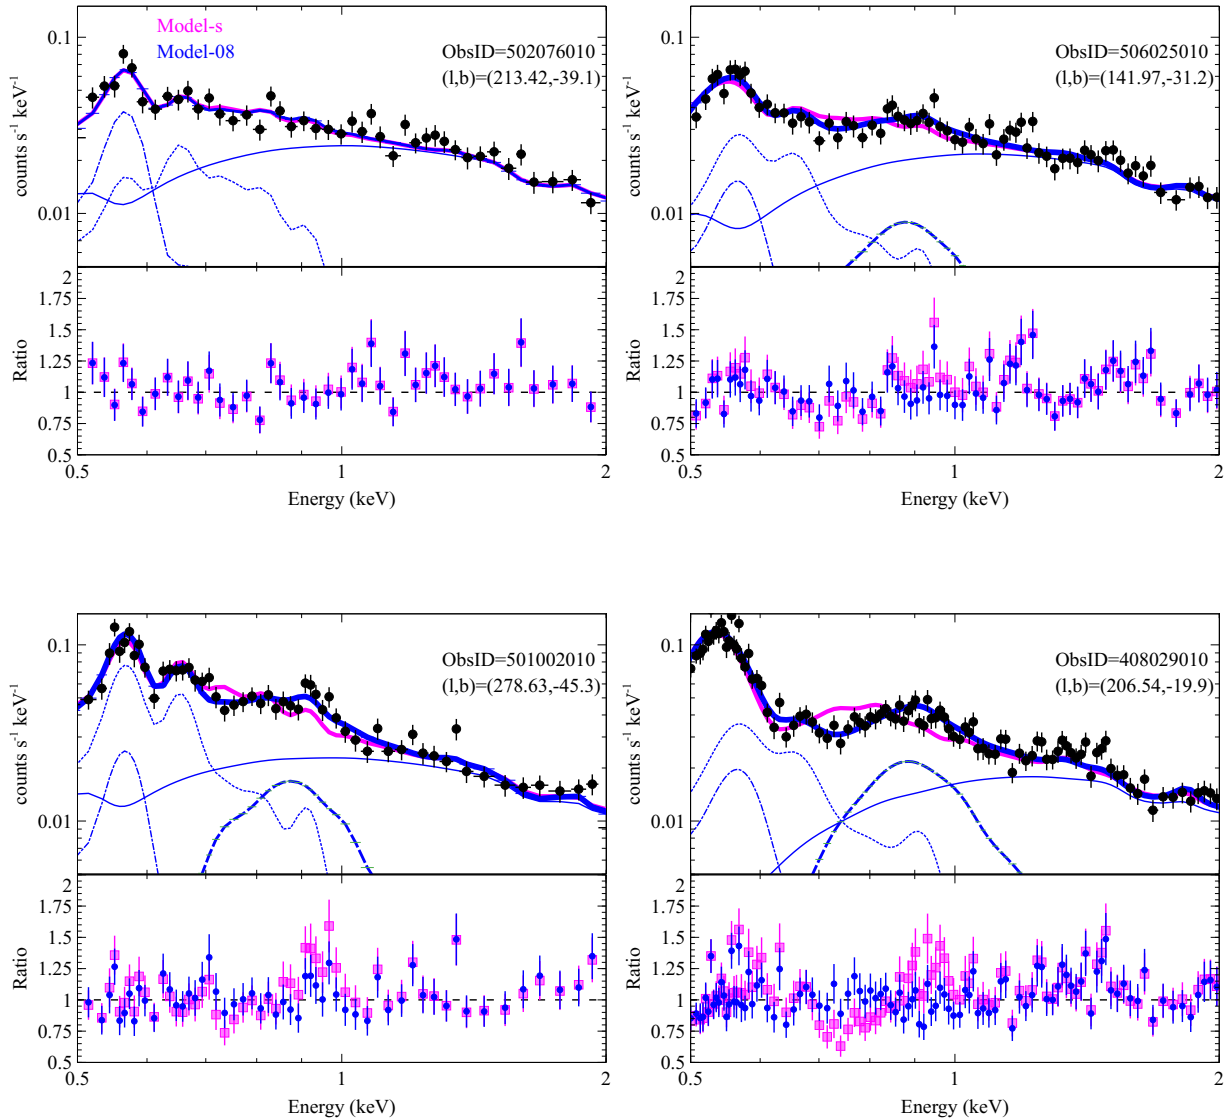 Model-s
Model-08
ObsID=502076010
(l,b)=(213.42,-39.1)
0.1
0.01
counts s⁻¹ keV⁻¹
2
1.75
1.5
1.25
1
0.75
0.5
Ratio
0.5
1
2
Energy (keV)
ObsID=506025010
(l,b)=(141.97,-31.2)
0.1
0.01
counts s⁻¹ keV⁻¹
2
1.75
1.5
1.25
1
0.75
0.5
Ratio
0.5
1
2
Energy (keV)
ObsID=501002010
(l,b)=(278.63,-45.3)
0.1
0.01
counts s⁻¹ keV⁻¹
2
1.75
1.5
1.25
1
0.75
0.5
Ratio
0.5
1
2
Energy (keV)
ObsID=408029010
(l,b)=(206.54,-19.9)
0.1
0.01
counts s⁻¹ keV⁻¹
2
1.75
1.5
1.25
1
0.75
0.5
Ratio
0.5
1
2
Energy (keV)